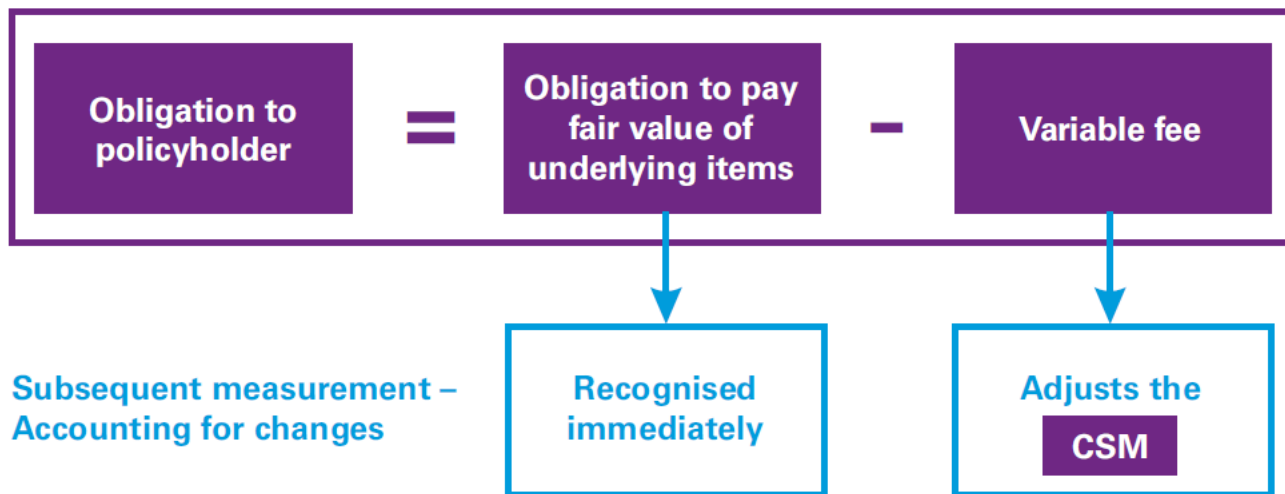 Obligation to
policyholder
=
Obligation to pay
fair value of
underlying items
-
Variable fee
Subsequent measurement –
Accounting for changes
Recognised
immediately
Adjusts the
CSM